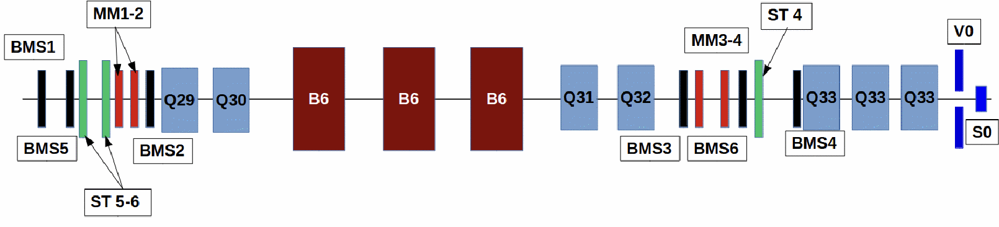 MM1-2
ST 4
V0
BMS1
MM3-4
Q29
Q30
B6
B6
B6
Q31
Q32
Q33
Q33
Q33
BMS5
BMS2
BMS3
BMS6
BMS4
S0
ST 5-6